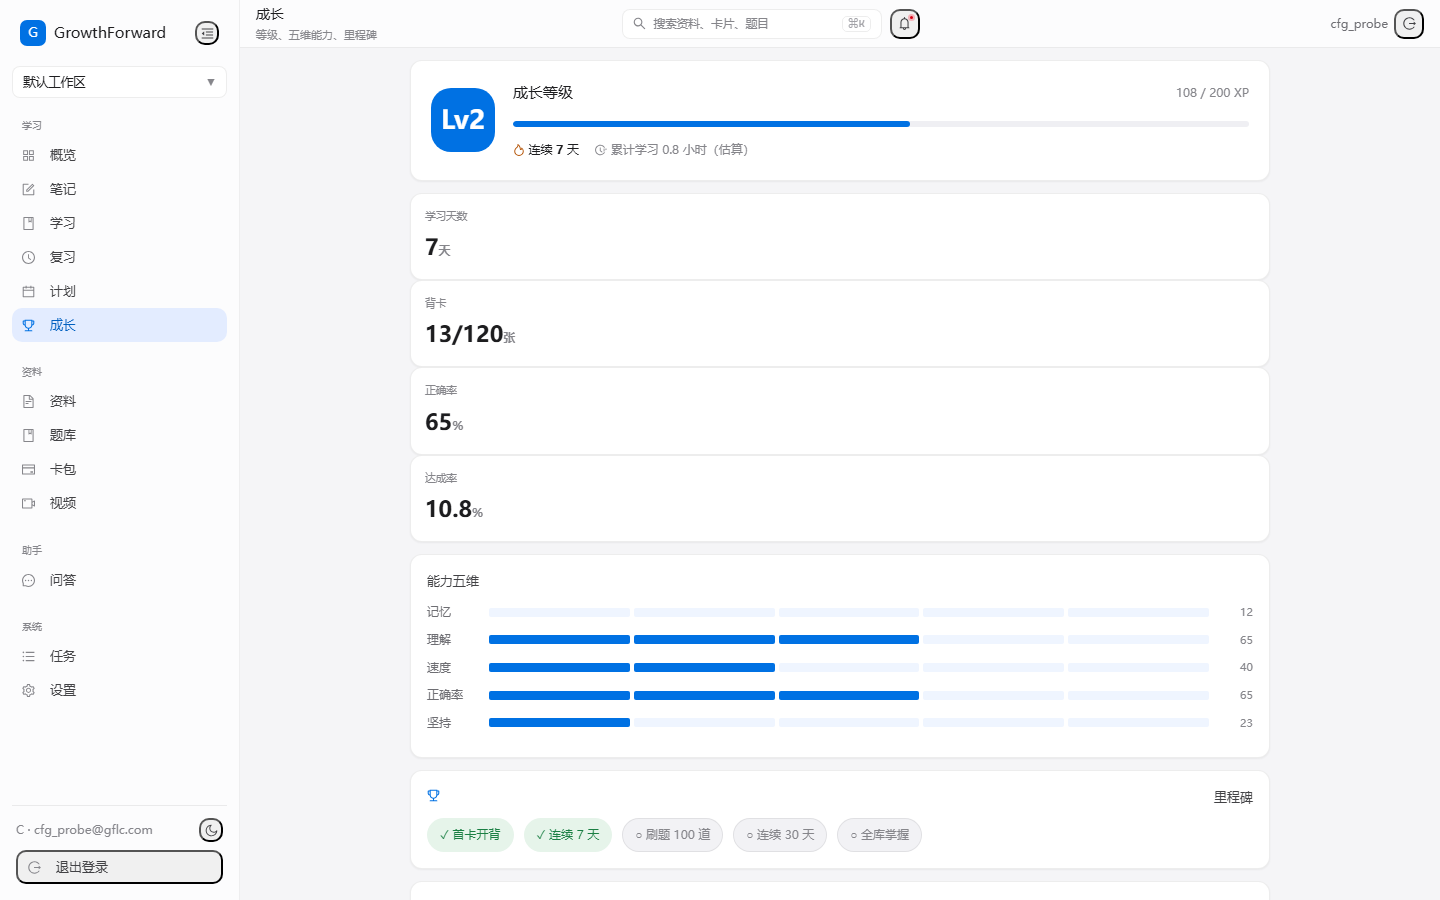 G GrowthForward
默认工作区 ▼
学习
概览
笔记
学习
复习
计划
成长
资料
资料
题库
卡包
视频
助手
问答
系统
任务
设置
C · cfg_probe@gflc.com
退出登录
成长
等级、五维能力、里程碑
搜索资料、卡片、题目 ⌘K
cfg_probe
Lv2
成长等级 108 / 200 XP
连续 7 天 累计学习 0.8 小时（估算）
学习天数
7天
背卡
13/120张
正确率
65%
达成率
10.8%
能力五维
记忆 12
理解 65
速度 40
正确率 65
坚持 23
里程碑
✓ 首卡开背 ✓ 连续 7 天 ○ 刷题 100 道 ○ 连续 30 天 ○ 全库掌握